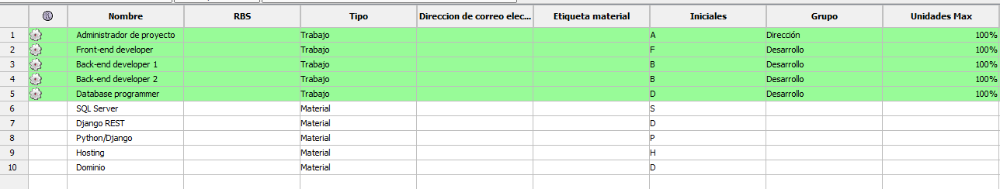 Nombre RBS Tipo Direccion de correo elec... Etiqueta material Iniciales Grupo Unidades Max
1 Administrador de proyecto Trabajo A Dirección 100%
2 Front-end developer Trabajo F Desarrollo 100%
3 Back-end developer 1 Trabajo B Desarrollo 100%
4 Back-end developer 2 Trabajo B Desarrollo 100%
5 Database programmer Trabajo D Desarrollo 100%
6 SQL Server Material S
7 Django REST Material D
8 Python/Django Material P
9 Hosting Material H
10 Dominio Material D